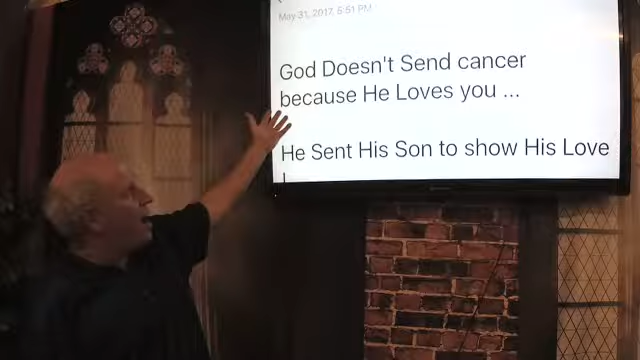 May 31, 2017, 5:51 PM
God Doesn't Send cancer
because He Loves you ...
He Sent His Son to show His Love